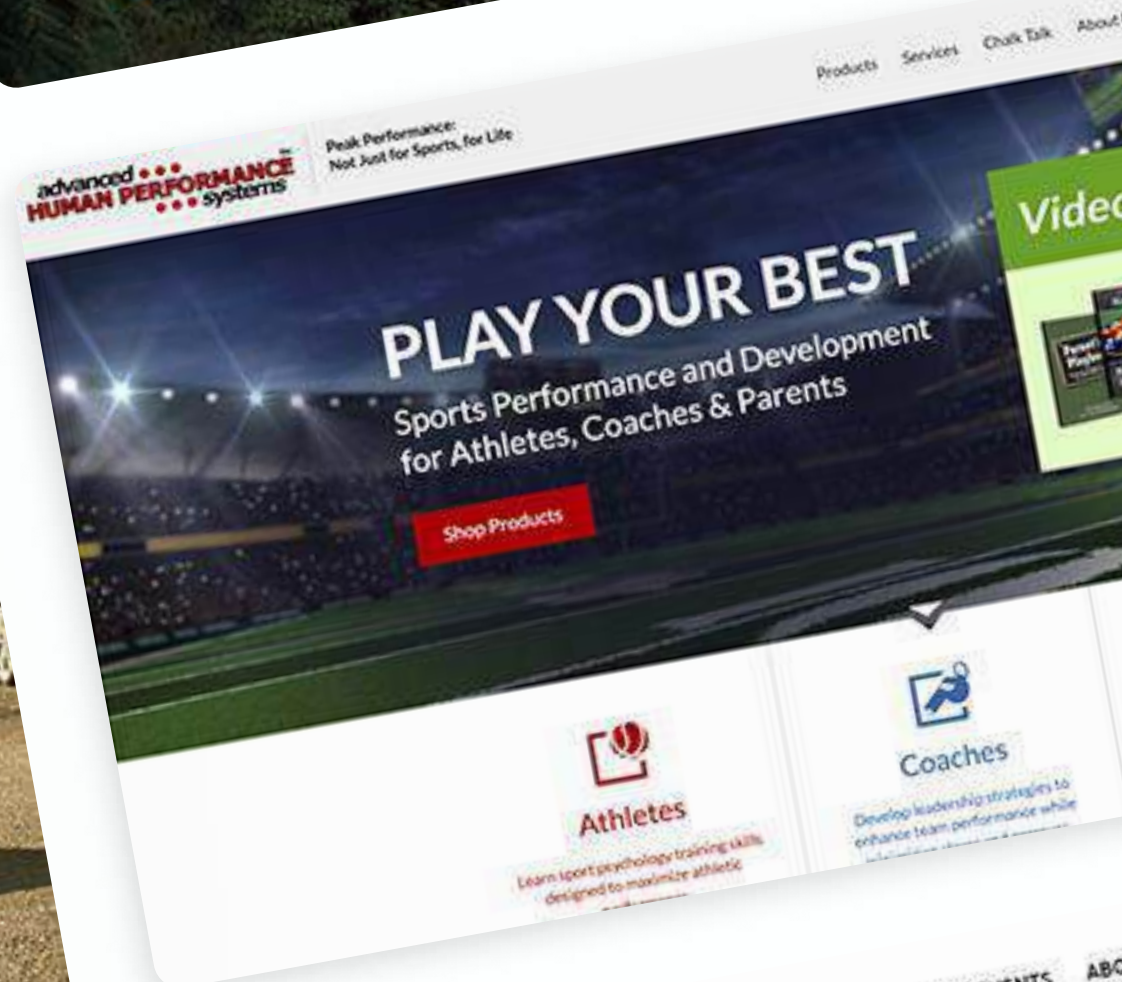 Products Services Chalk Talk About
advanced
HUMAN PERFORMANCE™
systems
Peak Performance:
Not Just for Sports, for Life
PLAY YOUR BEST
Sports Performance and Development
for Athletes, Coaches & Parents
Shop Products
Athletes
Learn sport psychology training skills
designed to maximize athletic
Coaches
Develop leadership strategies to
enhance team performance while